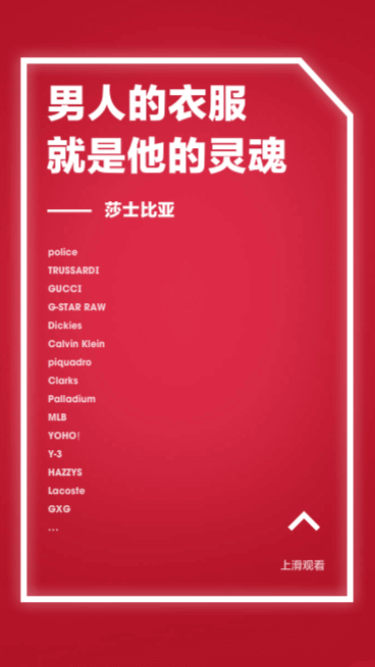 男人的衣服
就是他的灵魂
—— 莎士比亚
police
TRUSSARDI
GUCCI
G-STAR RAW
Dickies
Calvin Klein
piquadro
Clarks
Palladium
MLB
YOHO!
Y-3
HAZZYS
Lacoste
GXG
...
上滑观看